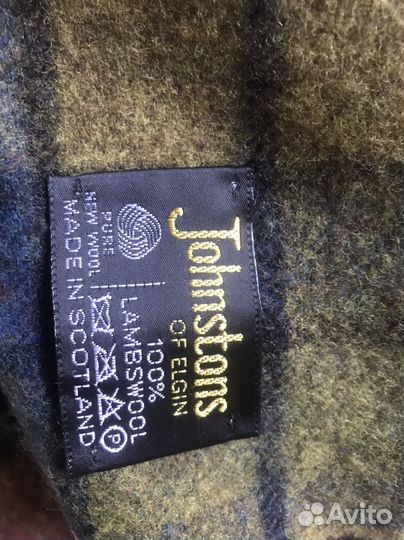 Johnstons
OF ELGIN
100%
LAMBSWOOL
PURE
NEW WOOL
MADE IN SCOTLAND
P
Avito